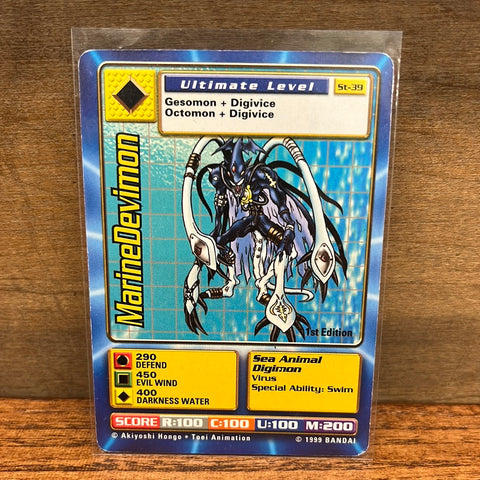 Ultimate Level
St-39
Gesomon + Digivice
Octomon + Digivice
MarineDevimon
1st Edition
290
DEFEND
450
EVIL WIND
400
DARKNESS WATER
Sea Animal
Digimon
Virus
Special Ability: Swim
SCORE R:100 C:100 U:100 M:200
© Akiyoshi Hongo • Toei Animation
© 1999 BANDAI